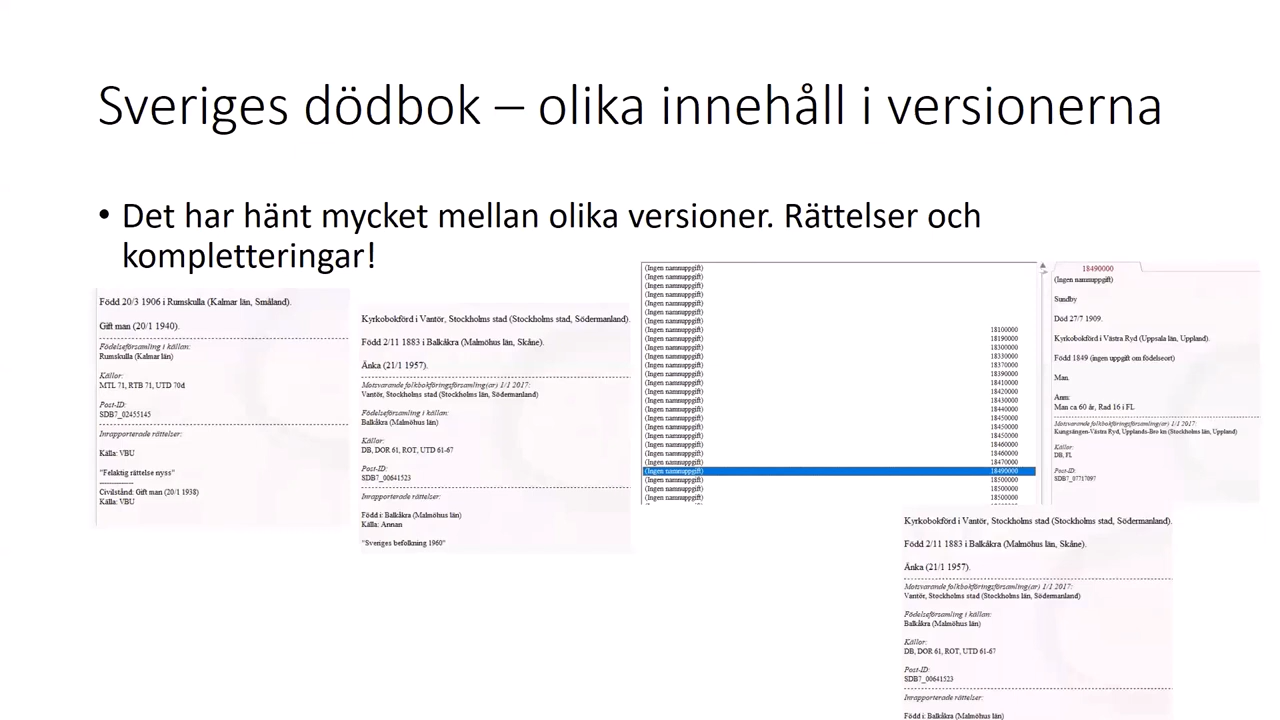 Sveriges dödbok – olika innehåll i versionerna
• Det har hänt mycket mellan olika versioner. Rättelser och
kompletteringar!
Född 20/3 1906 i Rumskulla (Kalmar län, Småland).
Gift man (20/1 1940).
Födelseförsamling i källan:
Rumskulla (Kalmar län)
Källor:
MTL 71, RTB 71, UTD 70d
Post-ID:
SDB7_02455145
Inrapporterade rättelser:
Källa: VBU
"Felaktig rättelse nyss"
--------------
Civilstånd: Gift man (20/1 1938)
Källa: VBU
Kyrkobokförd i Vantör, Stockholms stad (Stockholms stad, Södermanland).
Född 2/11 1883 i Balkåkra (Malmöhus län, Skåne).
Änka (21/1 1957).
Motsvarande folkbokföringsförsamling(ar) 1/1 2017:
Vantör, Stockholms stad (Stockholms län, Södermanland)
Födelseförsamling i källan:
Balkåkra (Malmöhus län)
Källor:
DB, DOR 61, ROT, UTD 61-67
Post-ID:
SDB7_00641523
Inrapporterade rättelser:
Född i: Balkåkra (Malmöhus län)
Källa: Annan
"Sveriges befolkning 1960"
(Ingen namnuppgift)
(Ingen namnuppgift)
(Ingen namnuppgift)
(Ingen namnuppgift)
(Ingen namnuppgift)
(Ingen namnuppgift)
(Ingen namnuppgift)
(Ingen namnuppgift) 18100000
(Ingen namnuppgift) 18190000
(Ingen namnuppgift) 18300000
(Ingen namnuppgift) 18330000
(Ingen namnuppgift) 18370000
(Ingen namnuppgift) 18390000
(Ingen namnuppgift) 18410000
(Ingen namnuppgift) 18420000
(Ingen namnuppgift) 18430000
(Ingen namnuppgift) 18440000
(Ingen namnuppgift) 18450000
(Ingen namnuppgift) 18450000
(Ingen namnuppgift) 18460000
(Ingen namnuppgift) 18460000
(Ingen namnuppgift) 18470000
(Ingen namnuppgift) 18490000
(Ingen namnuppgift) 18500000
(Ingen namnuppgift) 18500000
(Ingen namnuppgift) 18500000
18490000
(Ingen namnuppgift)
Sundby
Död 27/7 1909.
Kyrkobokförd i Västra Ryd (Uppsala län, Uppland).
Född 1849 (ingen uppgift om födelseort)
Man.
Anm:
Man ca 60 år, Rad 16 i FL
Motsvarande folkbokföringsförsamling(ar) 1/1 2017:
Kungsängen-Västra Ryd, Upplands-Bro kn (Stockholms län, Uppland)
Källor:
DB, FL
Post-ID:
SDB7_07717097
Kyrkobokförd i Vantör, Stockholms stad (Stockholms stad, Södermanland).
Född 2/11 1883 i Balkåkra (Malmöhus län, Skåne).
Änka (21/1 1957).
Motsvarande folkbokföringsförsamling(ar) 1/1 2017:
Vantör, Stockholms stad (Stockholms län, Södermanland)
Födelseförsamling i källan:
Balkåkra (Malmöhus län)
Källor:
DB, DOR 61, ROT, UTD 61-67
Post-ID:
SDB7_00641523
Inrapporterade rättelser:
Född i: Balkåkra (Malmöhus län)